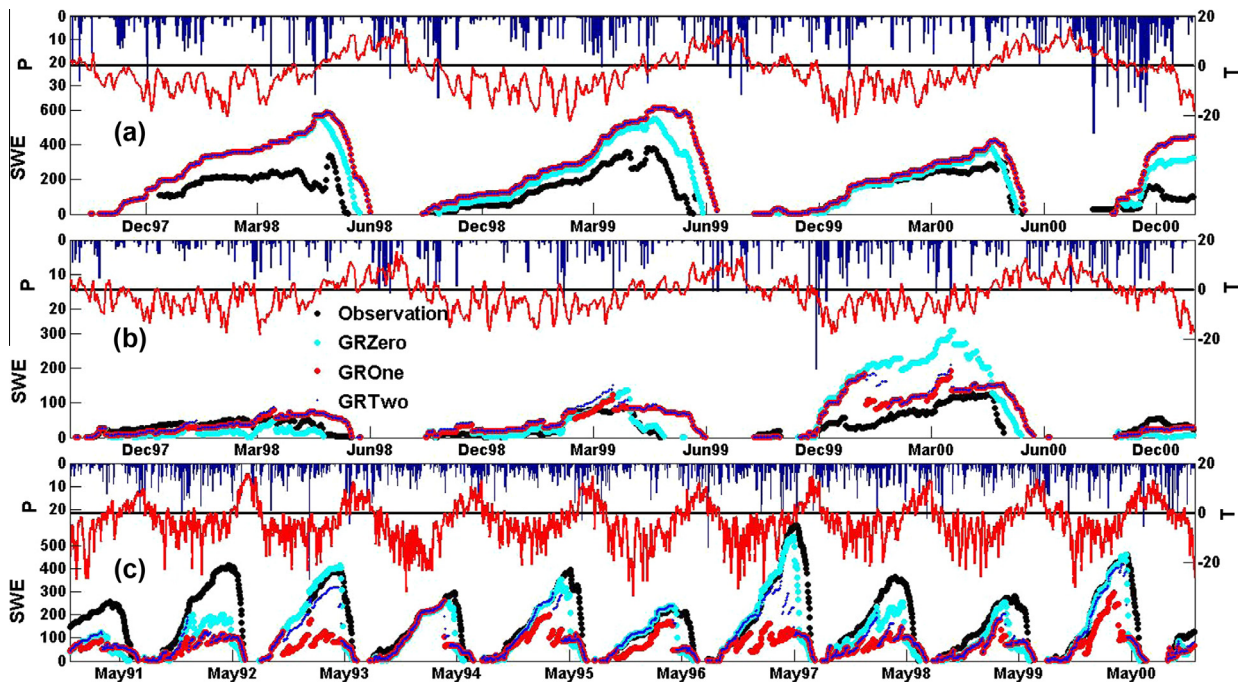 0 20
10
P
20 0
T
30
-20
600
(a)
SWE
400
200
0
Dec97 Mar98 Jun98 Dec98 Mar99 Jun99 Dec99 Mar00 Jun00 Dec00
0 20
10
P
0
T
20
-20
300
(b)
SWE
200
100
0
Observation
GRZero
GROne
GRTwo
Dec97 Mar98 Jun98 Dec98 Mar99 Jun99 Dec99 Mar00 Jun00 Dec00
0 20
10
P
20 0
T
-20
500
(c)
400
SWE
300
200
100
0
May91 May92 May93 May94 May95 May96 May97 May98 May99 May00